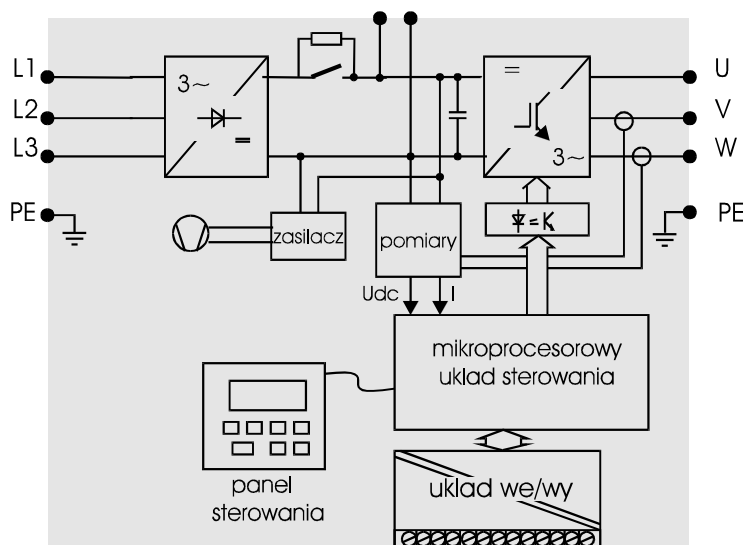 L1
L2
L3
PE
3~
=
=
3~
U
V
W
PE
zasilacz
pomiary
=K
Udc
I
mikroprocesorowy
uklad sterowania
panel
sterowania
uklad we/wy